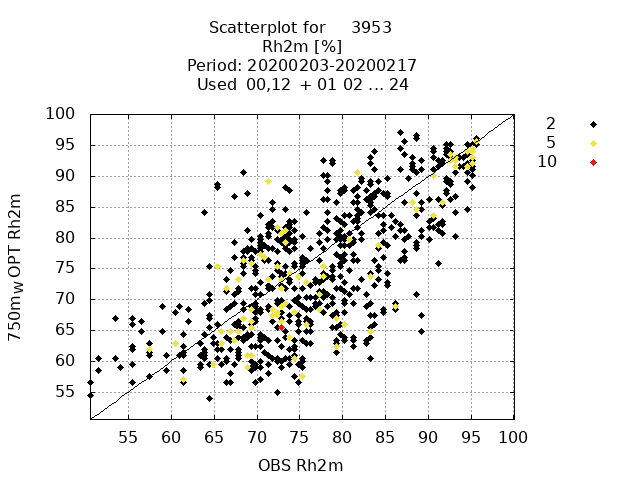 Scatterplot for 3953
Rh2m [%]
Period: 20200203-20200217
Used 00,12 + 01 02 ... 24
2
5
10
100
95
90
85
80
75
70
65
60
55
750mW OPT Rh2m
55 60 65 70 75 80 85 90 95 100
OBS Rh2m